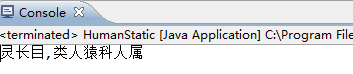 Console
<terminated> HumanStatic [Java Application] C:\Program File
灵长目,类人猿科人属